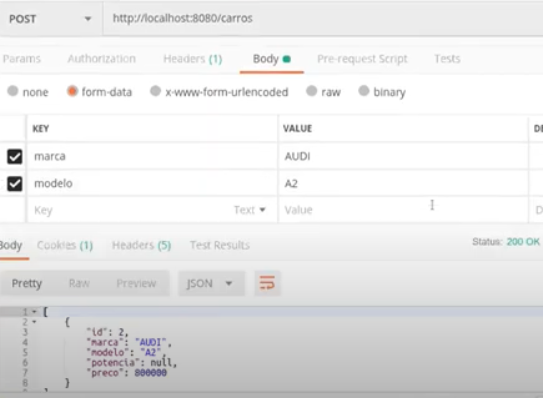 POST http://localhost:8080/carros
Params Authorization Headers (1) Body Pre-request Script Tests
none form-data x-www-form-urlencoded raw binary
KEY VALUE DE
marca AUDI
modelo A2
Key Text Value D
Body Cookies (1) Headers (5) Test Results Status: 200 OK
Pretty Raw Preview JSON
1 [
2 {
3 "id": 2,
4 "marca": "AUDI",
5 "modelo": "A2",
6 "potencia": null,
7 "preco": 800000
8 }